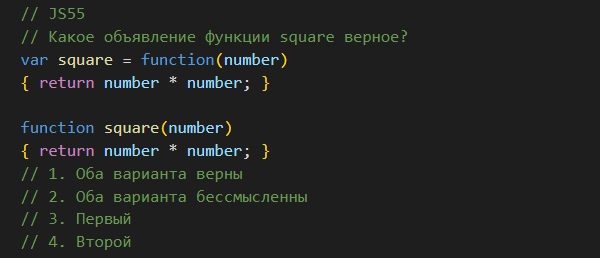 // JS55
// Какое объявление функции square верное?
var square = function(number)
{ return number * number; }
function square(number)
{ return number * number; }
// 1. Оба варианта верны
// 2. Оба варианта бессмысленны
// 3. Первый
// 4. Второй